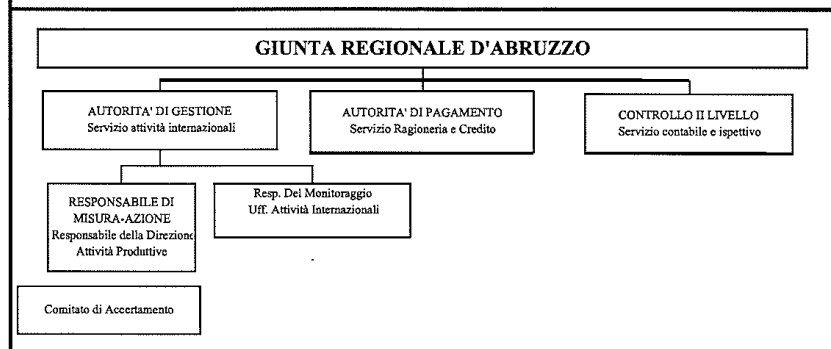 GIUNTA REGIONALE D'ABRUZZO
AUTORITA' DI GESTIONE
Servizio attività internazionali
AUTORITA' DI PAGAMENTO
Servizio Ragioneria e Credito
CONTROLLO II LIVELLO
Servizio contabile e ispettivo
RESPONSABILE DI
MISURA-AZIONE
Responsabile della Direzione
Attività Produttive
Resp. Del Monitoraggio
Uff. Attività Internazionali
Comitato di Accertamento